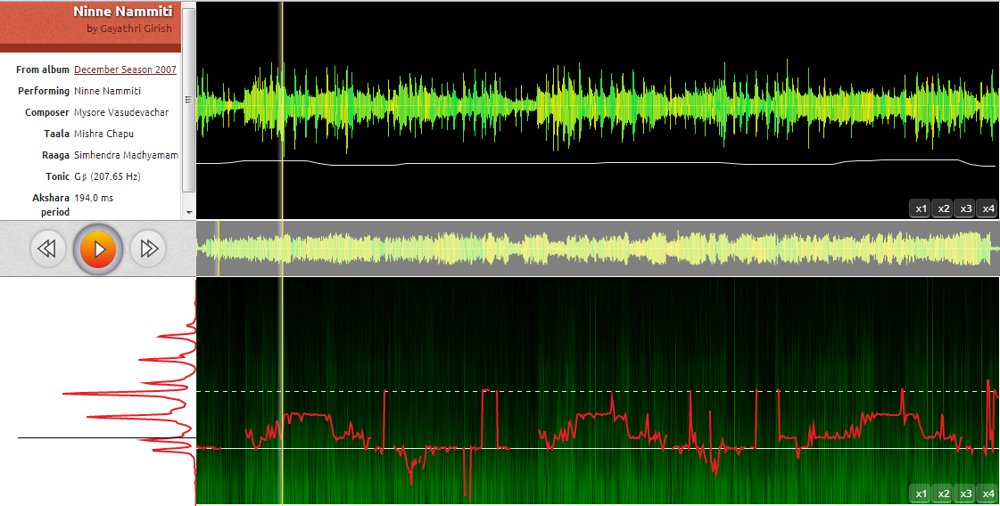 Ninne Nammiti
by Gayathri Girish
From album December Season 2007
Performing Ninne Nammiti
Composer Mysore Vasudevachar
Taala Mishra Chapu
Raaga Simhendra Madhyamam
Tonic G♯ (207.65 Hz)
Akshara 194.0 ms
period
x1 x2 x3 x4
x1 x2 x3 x4